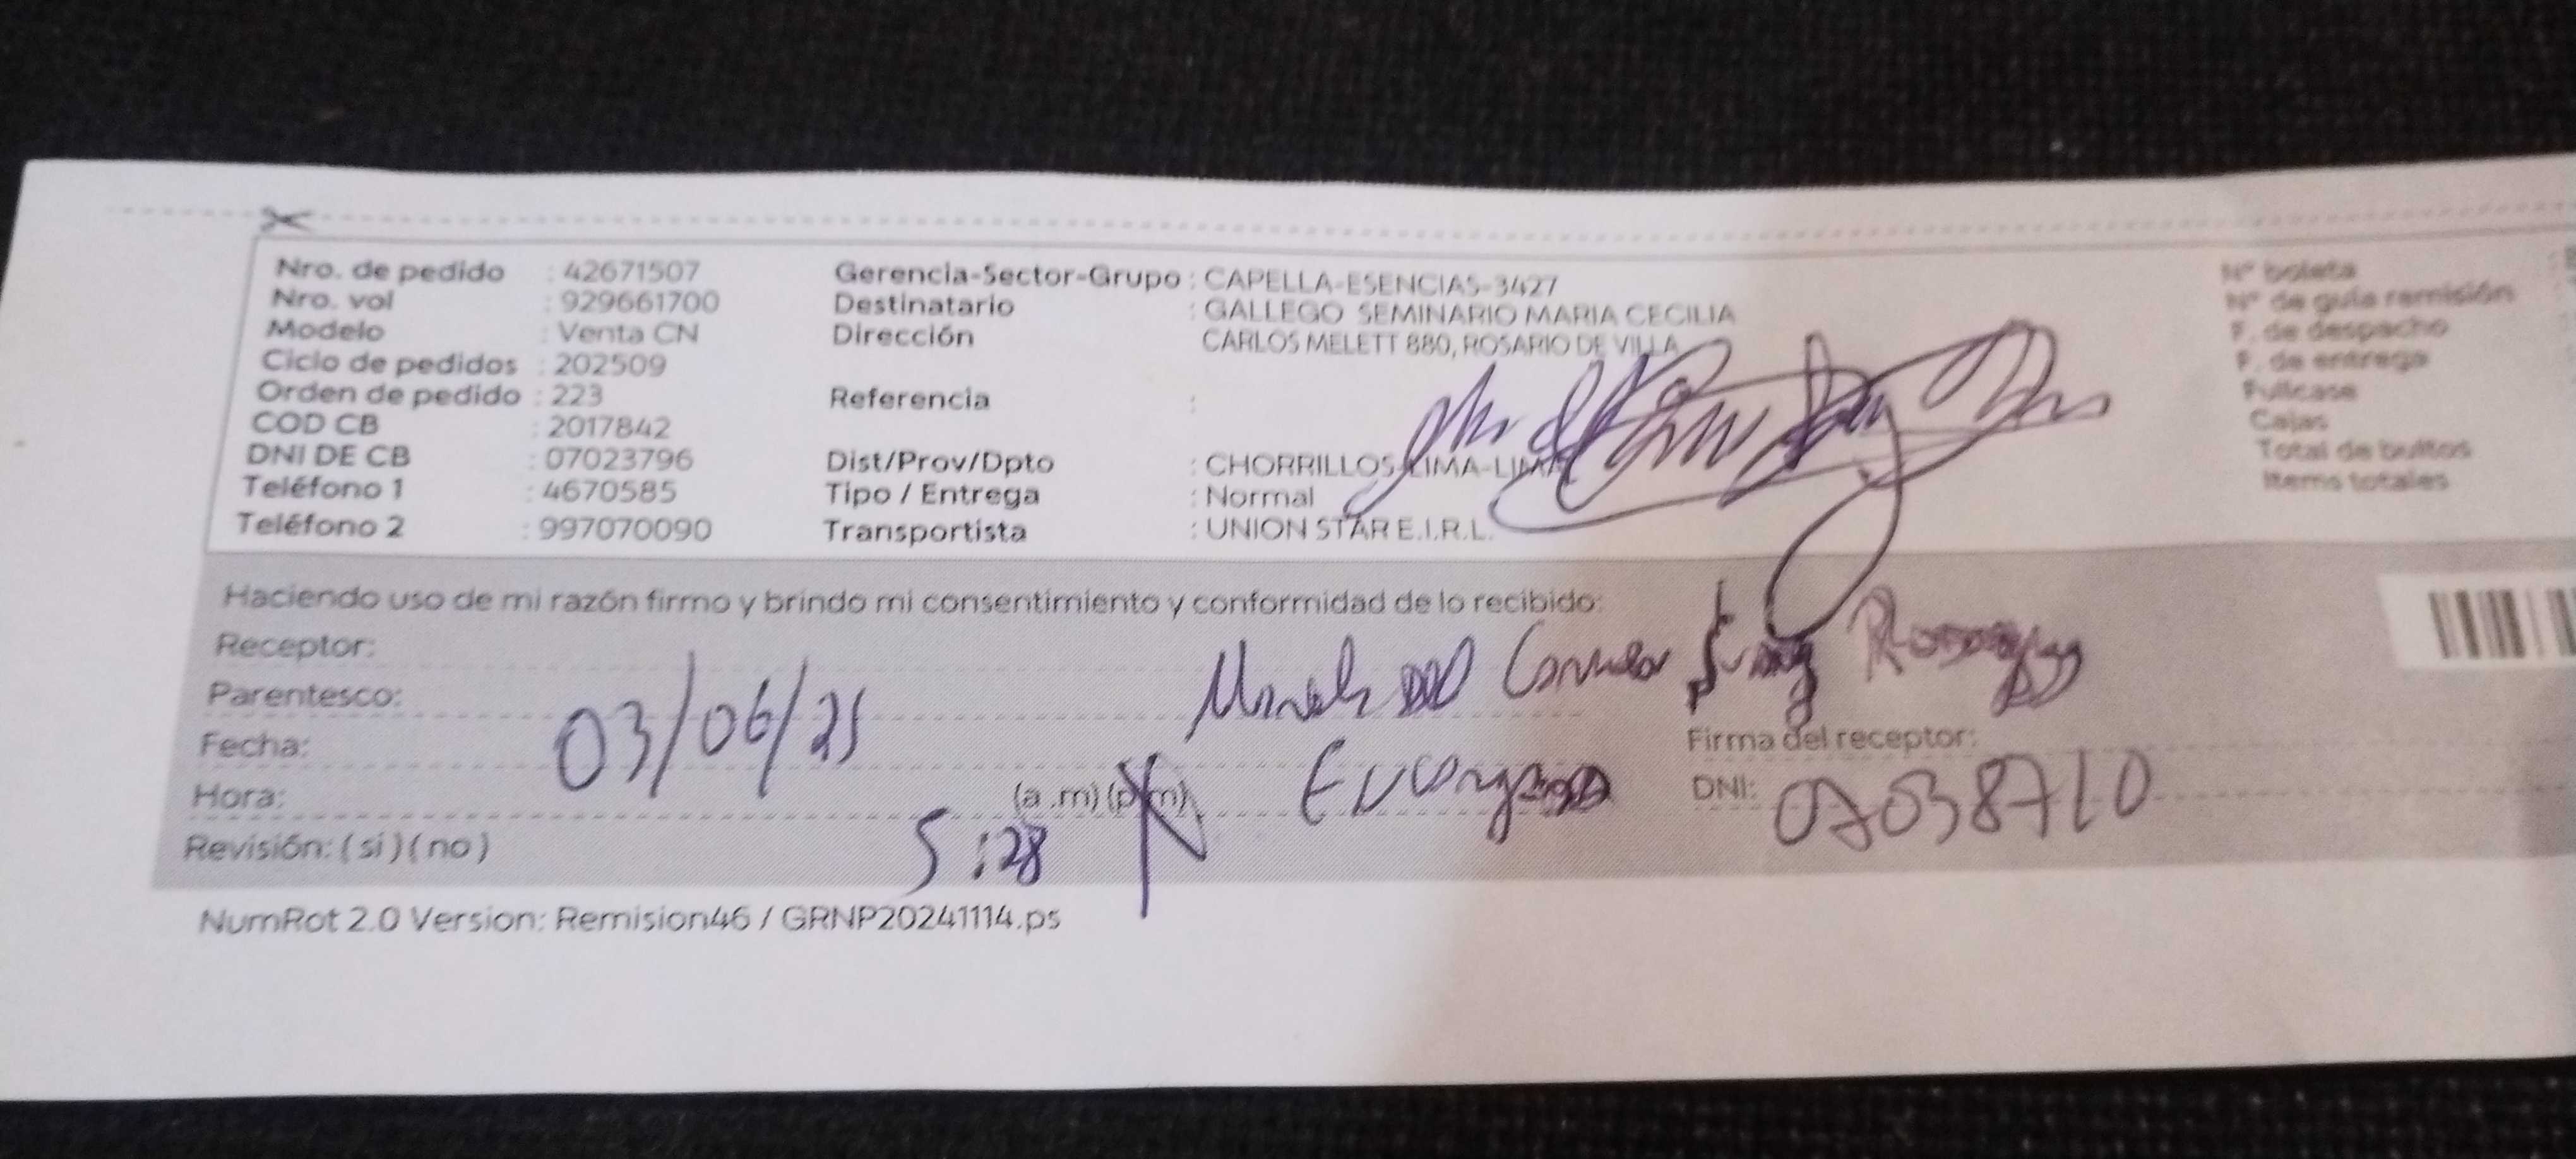 Nro. de pedido : 42671507
Nro. vol : 929661700
Modelo : Venta CN
Ciclo de pedidos : 202509
Orden de pedido : 223
COD CB : 2017842
DNI DE CB : 07023796
Teléfono 1 : 4670585
Teléfono 2 : 997070090
Gerencia-Sector-Grupo : CAPELLA-ESENCIAS-3427
Destinatario : GALLEGO SEMINARIO MARIA CECILIA
Dirección CARLOS MELETT 880, ROSARIO DE VILLA
Referencia :
Dist/Prov/Dpto : CHORRILLOS-LIMA-LIMA
Tipo / Entrega : Normal
Transportista : UNION STAR E.I.R.L.
N° boleta
N° de guía remisión
F. de despacho
F. de entrega
Fullcase
Cajas
Total de bultos
Items totales
Haciendo uso de mi razón firmo y brindo mi consentimiento y conformidad de lo recibido:
Receptor:
Parentesco:
Fecha: 03/06/25
Hora: 5:28 (a .m) (p.m)
Revisión: ( si ) ( no )
Firma del receptor:
DNI: 07038710
NumRot 2.0 Version: Remision46 / GRNP20241114.ps